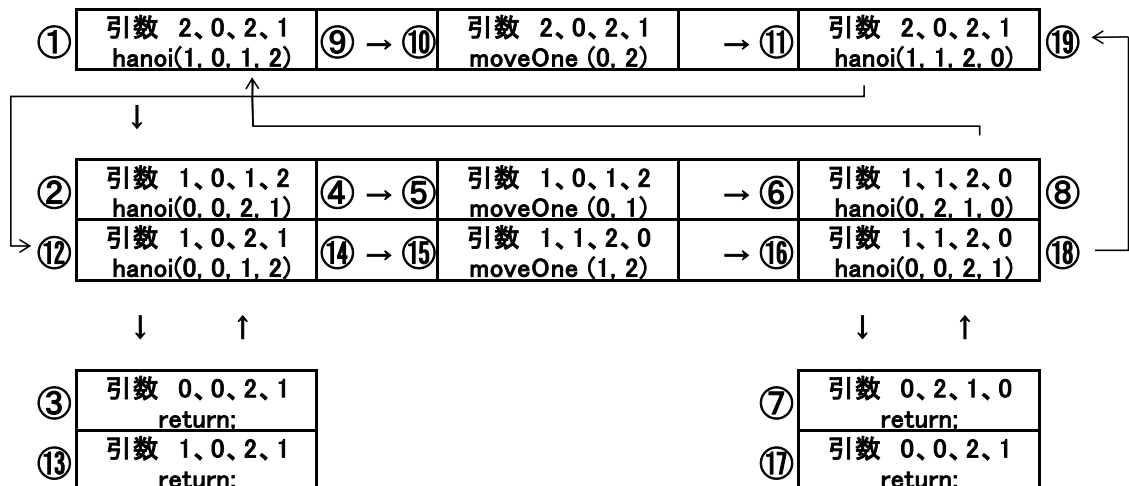 ① 引数 2、0、2、1 ⑨ → ⑩ 引数 2、0、2、1 → ⑪ 引数 2、0、2、1 ⑲
hanoi(1, 0, 1, 2) moveOne (0, 2) hanoi(1, 1, 2, 0)
② 引数 1、0、1、2 ④ → ⑤ 引数 1、0、1、2 → ⑥ 引数 1、1、2、0 ⑧
hanoi(0, 0, 2, 1) moveOne (0, 1) hanoi(0, 2, 1, 0)
⑫ 引数 1、0、2、1 ⑭ → ⑮ 引数 1、1、2、0 → ⑯ 引数 1、1、2、0 ⑱
hanoi(0, 0, 1, 2) moveOne (1, 2) hanoi(0, 0, 2, 1)
③ 引数 0、0、2、1 ⑦ 引数 0、2、1、0
return; return;
⑬ 引数 1、0、2、1 ⑰ 引数 0、0、2、1
return; return;